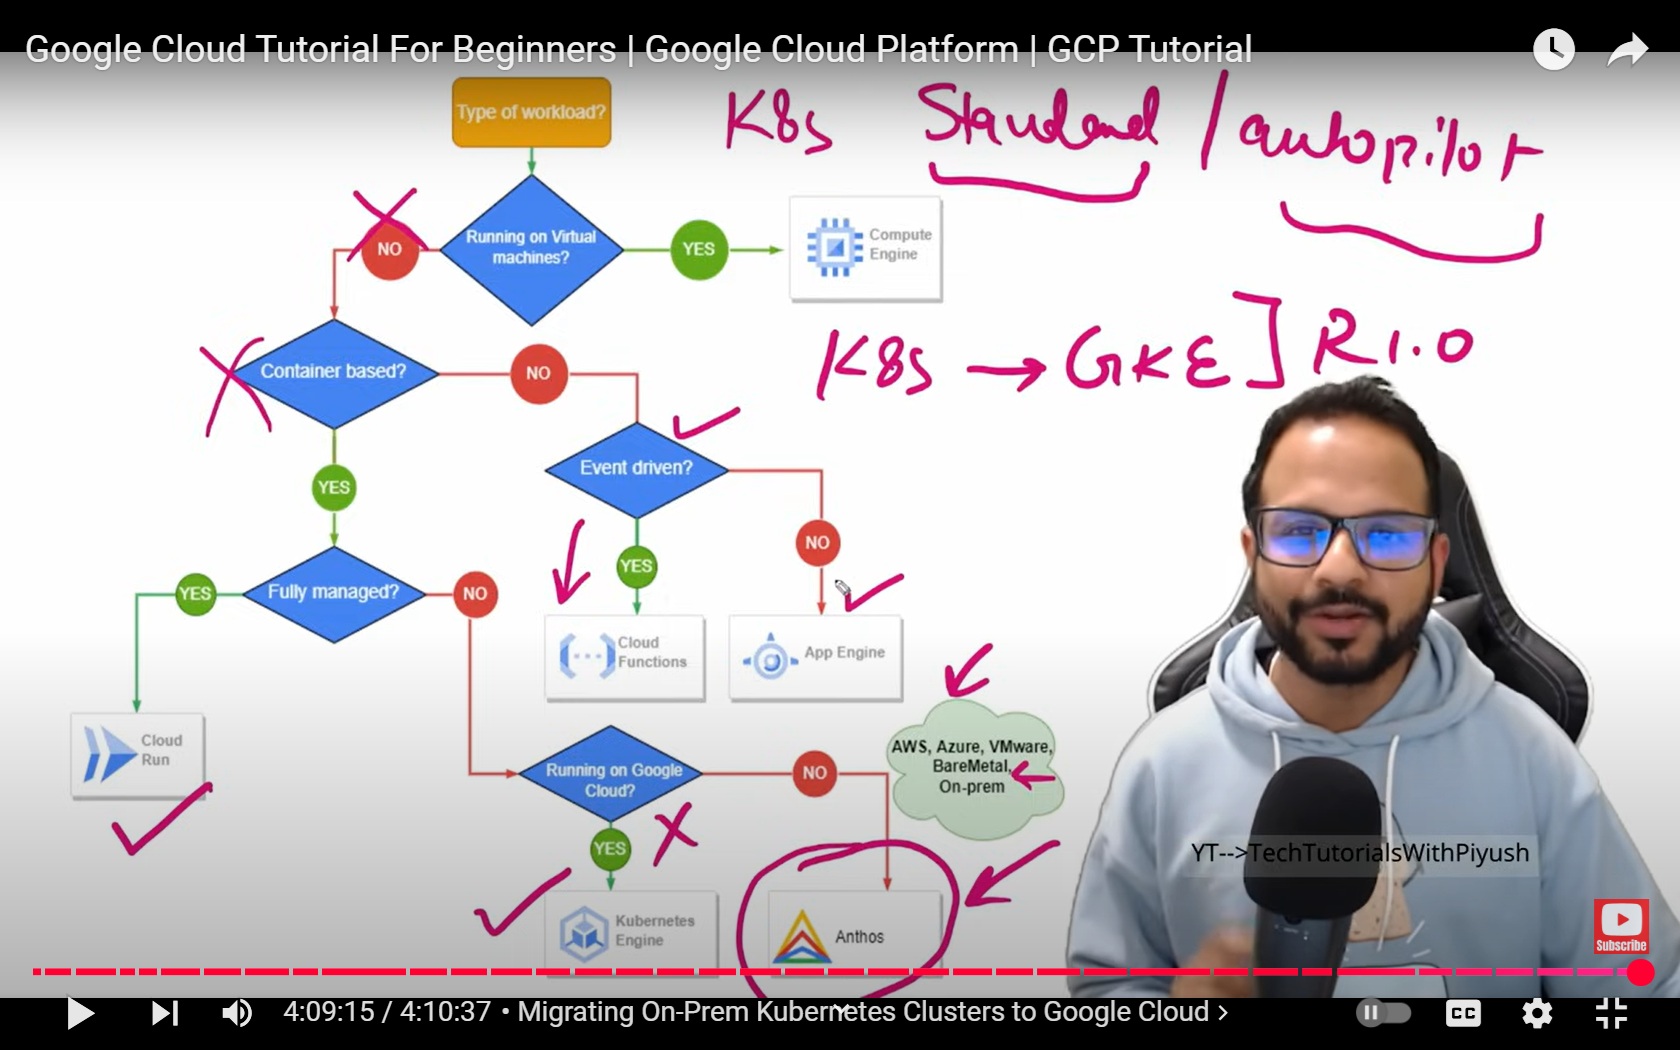 Google Cloud Tutorial For Beginners | Google Cloud Platform | GCP Tutorial
Type of workload?
K8s Standard / autopilot
NO
Running on Virtual
machines?
YES
Compute
Engine
K8s → GKE ] R1.0
Container based?
NO
Event driven?
YES
NO
YES
Fully managed?
YES
NO
Cloud
Functions
App Engine
Cloud
Run
Running on Google
Cloud?
NO
AWS, Azure, VMware,
BareMetal,
On-prem
YES
Kubernetes
Engine
Anthos
YT-->TechTutorialsWithPiyush
Subscribe
4:09:15 / 4:10:37 • Migrating On-Prem Kubernetes Clusters to Google Cloud >
CC